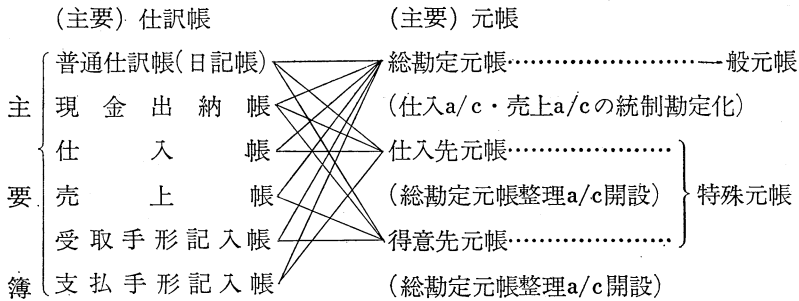 (主要) 仕訳帳 (主要) 元帳
普通仕訳帳(日記帳) 総勘定元帳························一般元帳
主 現金出納帳 (仕入a/c・売上a/cの統制勘定化)
仕入帳 仕入先元帳·····················
要 売上帳 (総勘定元帳整理a/c開設) 特殊元帳
受取手形記入帳 得意先元帳·····················
簿 支払手形記入帳 (総勘定元帳整理a/c開設)